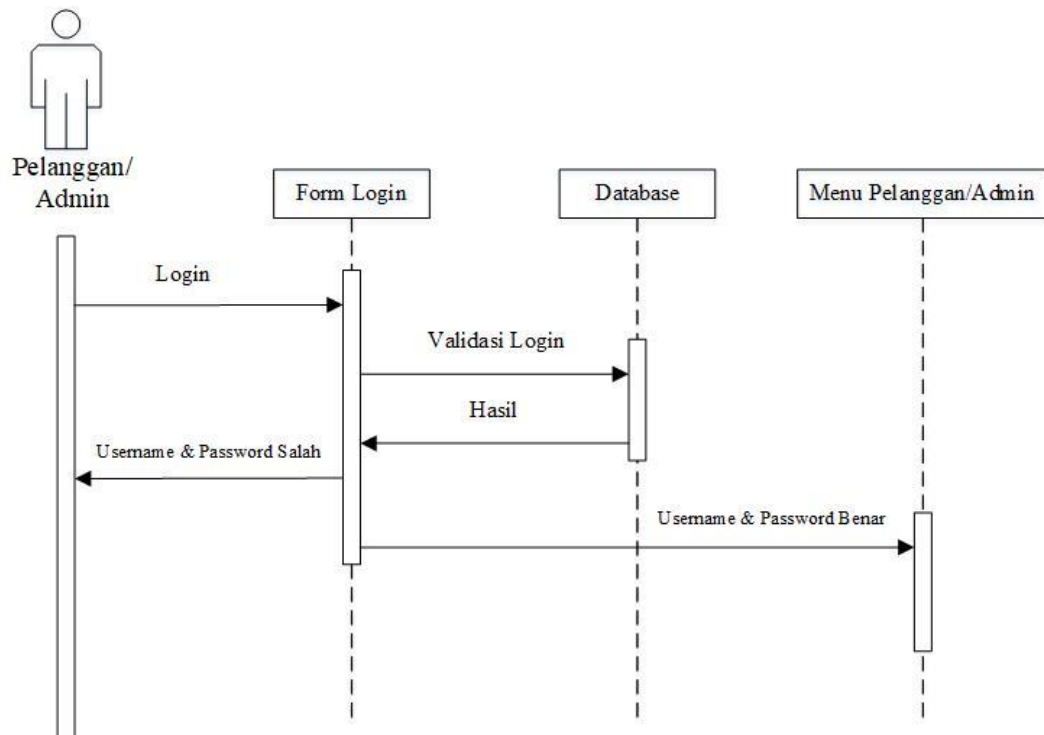 Pelanggan/
Admin
Form Login
Database
Menu Pelanggan/Admin
Login
Validasi Login
Hasil
Username & Password Salah
Username & Password Benar